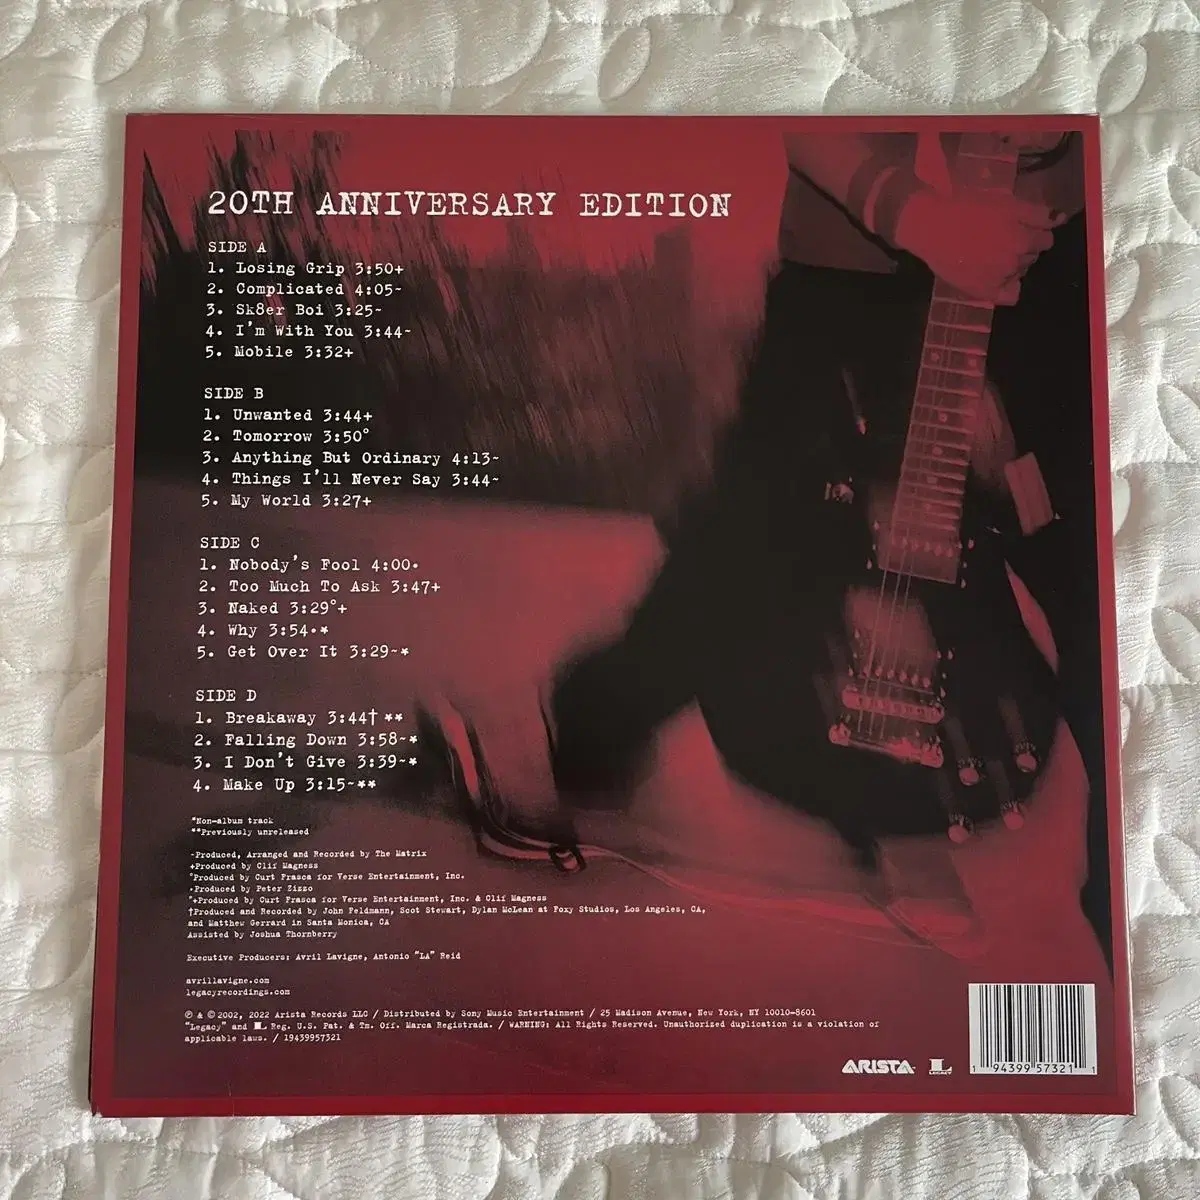 20TH ANNIVERSARY EDITION
SIDE A
1. Losing Grip 3:50+
2. Complicated 4:05~
3. Sk8er Boi 3:25~
4. I'm With You 3:44~
5. Mobile 3:32+
SIDE B
1. Unwanted 3:44+
2. Tomorrow 3:50°
3. Anything But Ordinary 4:13~
4. Things I'll Never Say 3:44~
5. My World 3:27+
SIDE C
1. Nobody's Fool 4:00•
2. Too Much To Ask 3:47+
3. Naked 3:29°+
4. Why 3:54•*
5. Get Over It 3:29~*
SIDE D
1. Breakaway 3:44† **
2. Falling Down 3:58~*
3. I Don't Give 3:39~*
4. Make Up 3:15~**
*Non-album track
**Previously unreleased
~Produced, Arranged and Recorded by The Matrix
+Produced by Clif Magness
°Produced by Curt Frasca for Verse Entertainment, Inc.
•Produced by Peter Zizzo
°+Produced by Curt Frasca for Verse Entertainment, Inc. & Clif Magness
†Produced and Recorded by John Feldmann, Scot Stewart, Dylan McLean at Foxy Studios, Los Angeles, CA,
and Matthew Gerrard in Santa Monica, CA
Assisted by Joshua Thornberry
Executive Producers: Avril Lavigne, Antonio "LA" Reid
avrillavigne.com
legacyrecordings.com
℗ & © 2002, 2022 Arista Records LLC / Distributed by Sony Music Entertainment / 25 Madison Avenue, New York, NY 10010-8601
"Legacy" and L Reg. U.S. Pat. & Tm. Off. Marca Registrada. / WARNING: All Rights Reserved. Unauthorized duplication is a violation of
applicable laws. / 19439957321
ARISTA L LEGACY
1 94399 57321 1